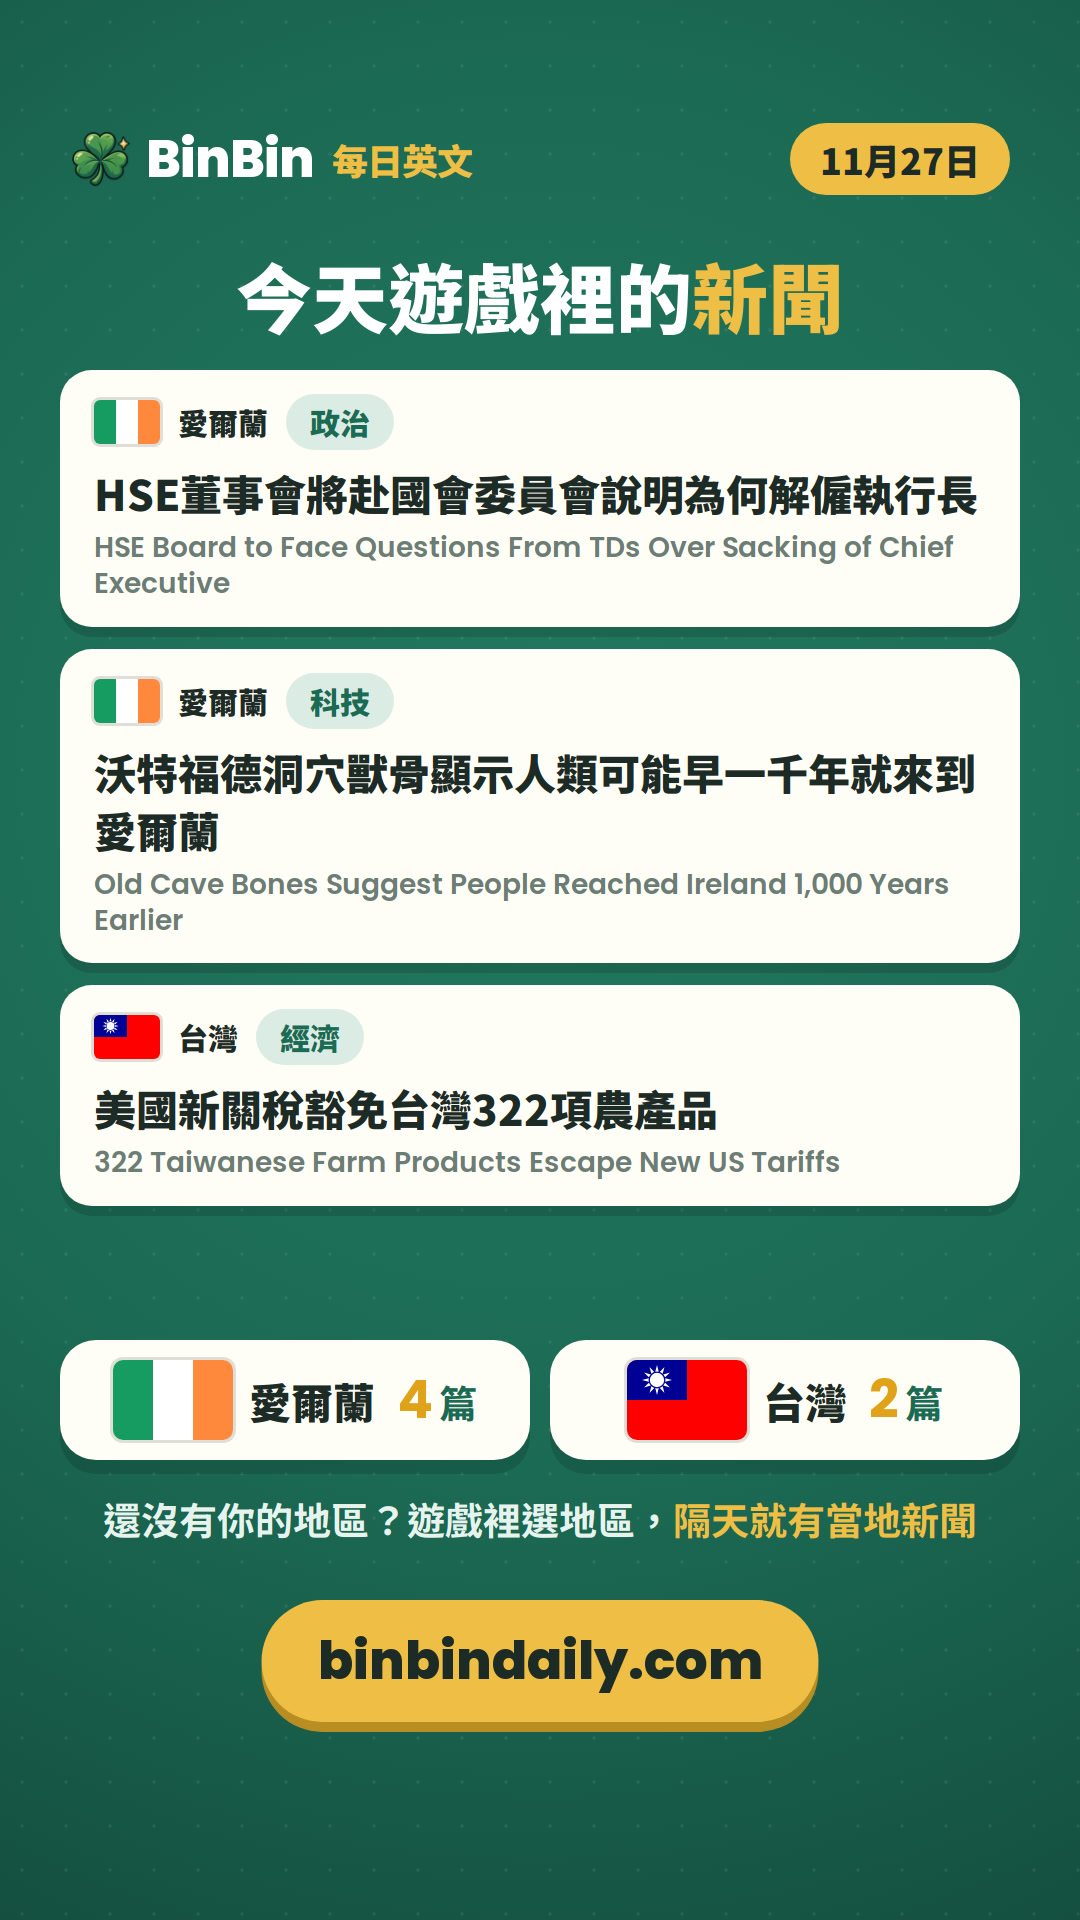 BinBin 每日英文
11月27日
今天遊戲裡的新聞
愛爾蘭 政治
HSE董事會將赴國會委員會說明為何解僱執行長
HSE Board to Face Questions From TDs Over Sacking of Chief
Executive
愛爾蘭 科技
沃特福德洞穴獸骨顯示人類可能早一千年就來到
愛爾蘭
Old Cave Bones Suggest People Reached Ireland 1,000 Years
Earlier
台灣 經濟
美國新關稅豁免台灣322項農產品
322 Taiwanese Farm Products Escape New US Tariffs
愛爾蘭 4篇
台灣 2篇
還沒有你的地區？遊戲裡選地區，隔天就有當地新聞
binbindaily.com